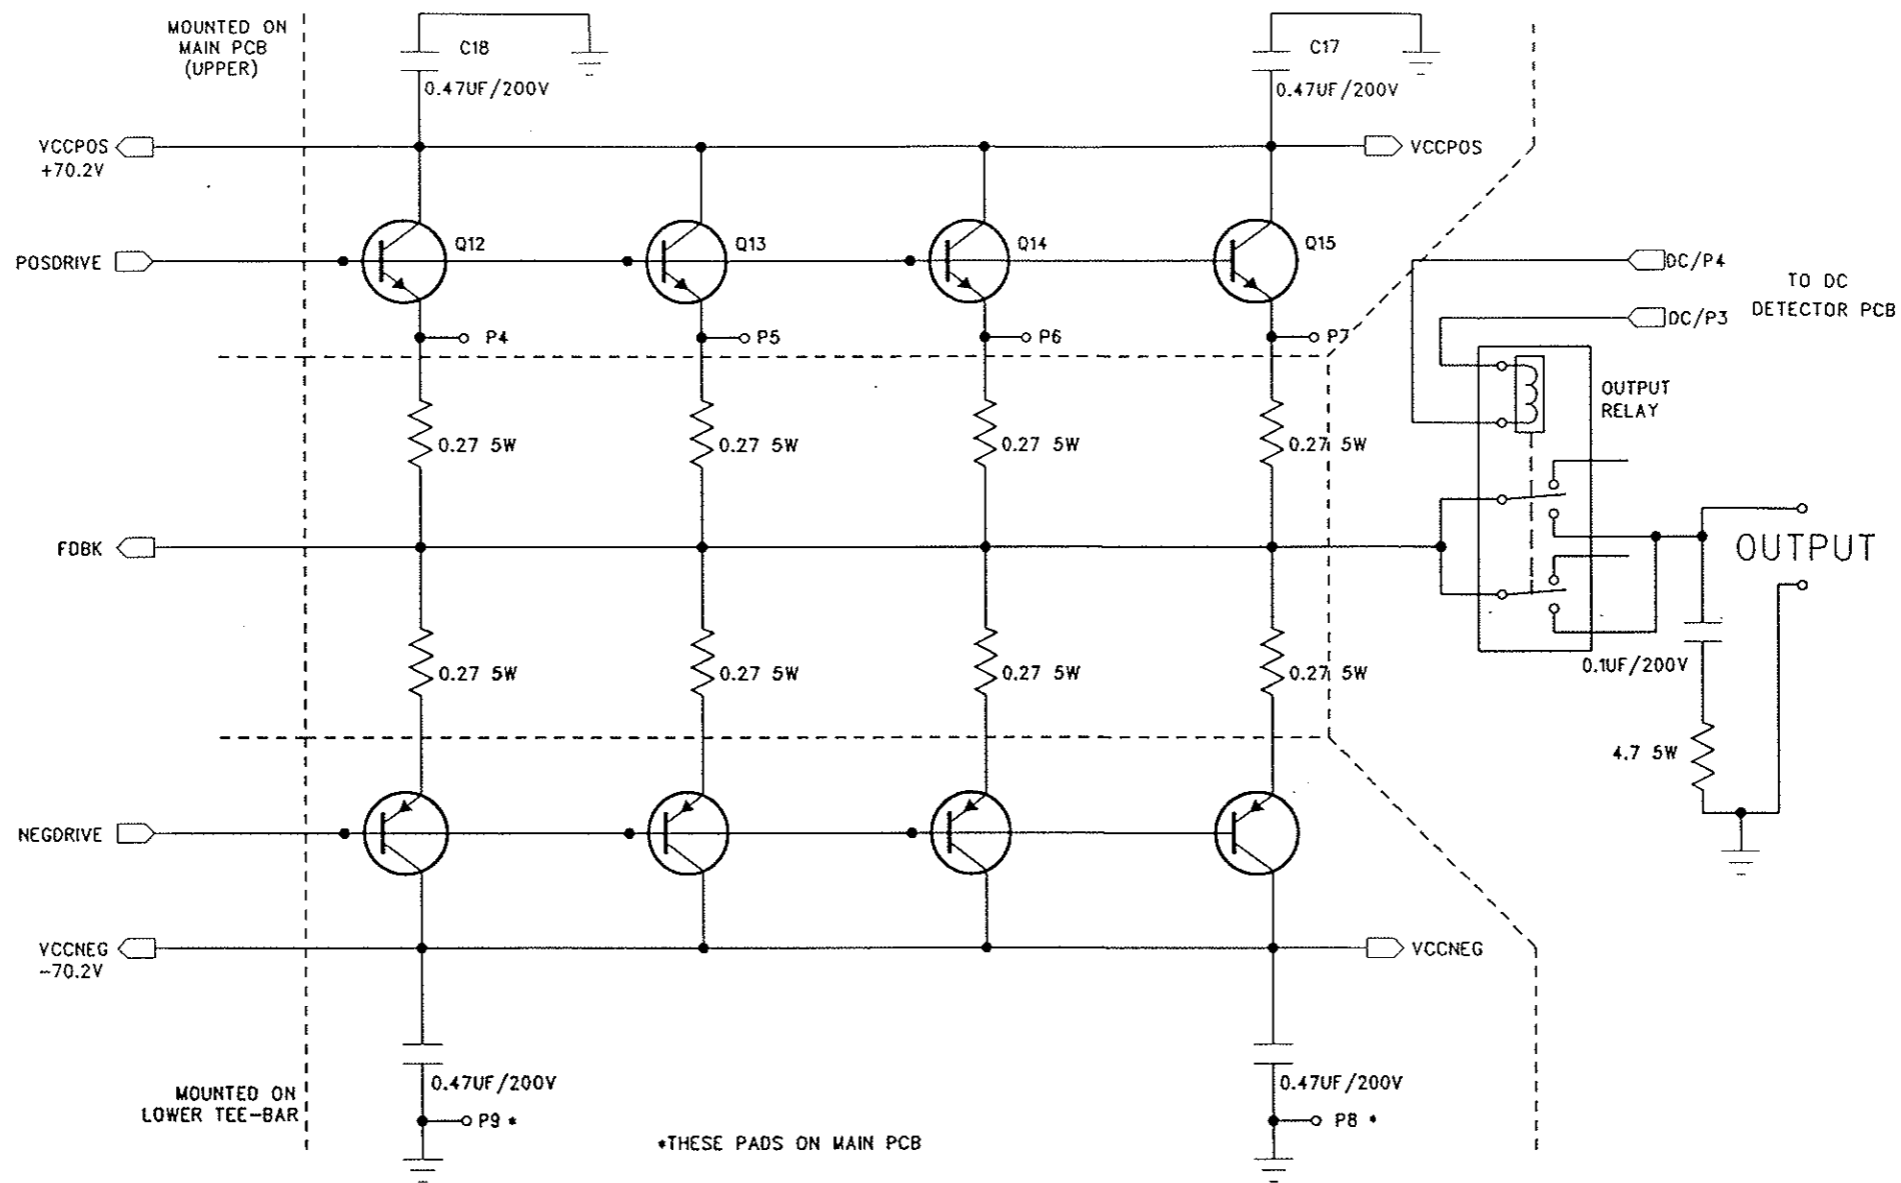 MOUNTED ON
MAIN PCB
(UPPER)
C18
0.47UF/200V
C17
0.47UF/200V
VCCPOS
+70.2V
VCCPOS
POSDRIVE
Q12
Q13
Q14
Q15
DC/P4
TO DC
DETECTOR PCB
DC/P3
P4
P5
P6
P7
OUTPUT
RELAY
0.27 5W
0.27 5W
0.27 5W
0.27 5W
FDBK
OUTPUT
0.27 5W
0.27 5W
0.27 5W
0.27 5W
0.1UF/200V
4.7 5W
NEGDRIVE
VCCNEG
-70.2V
VCCNEG
0.47UF/200V
0.47UF/200V
MOUNTED ON
LOWER TEE-BAR
P9 *
P8 *
*THESE PADS ON MAIN PCB